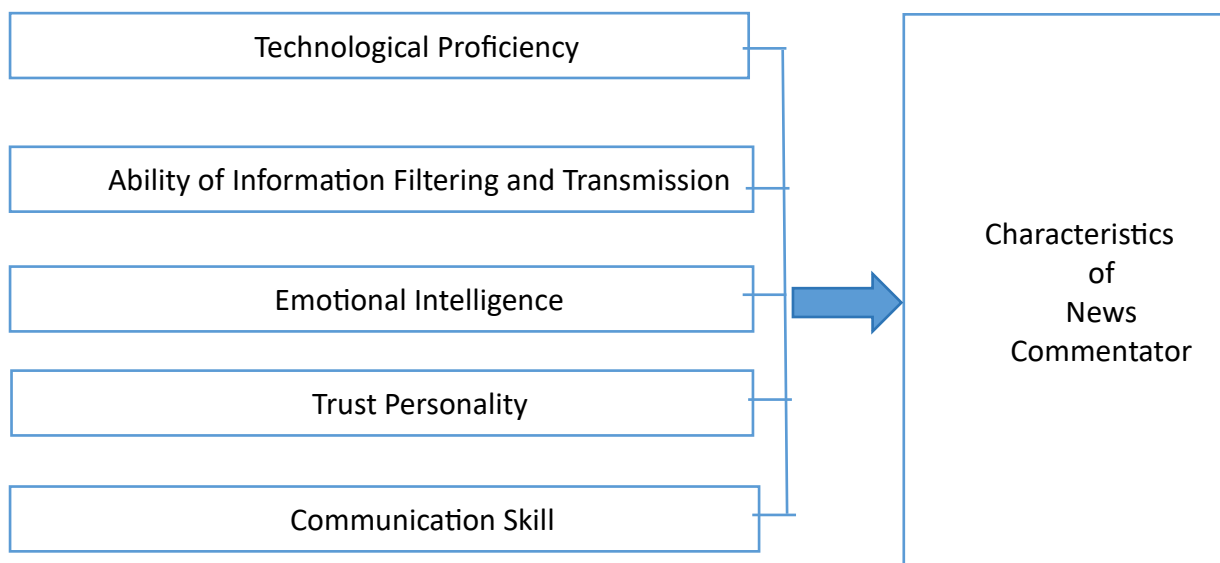 Technological Proficiency
Ability of Information Filtering and Transmission
Emotional Intelligence
Trust Personality
Communication Skill
Characteristics
of
News
Commentator